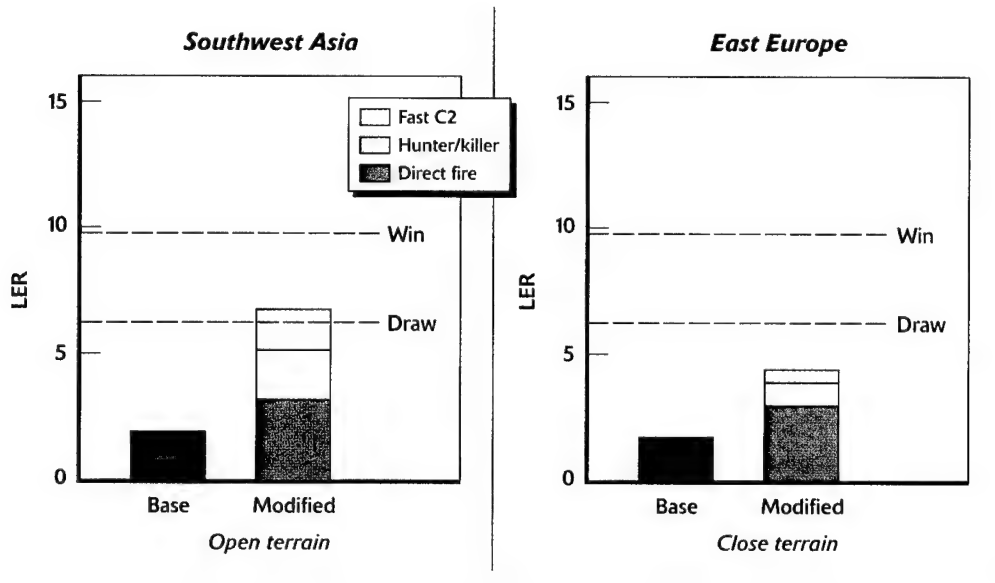 Southwest Asia
15
10
5
0
LER
Fast C2
Hunter/killer
Direct fire
Win
Draw
Base
Modified
Open terrain
East Europe
15
10
5
0
LER
Win
Draw
Base
Modified
Close terrain